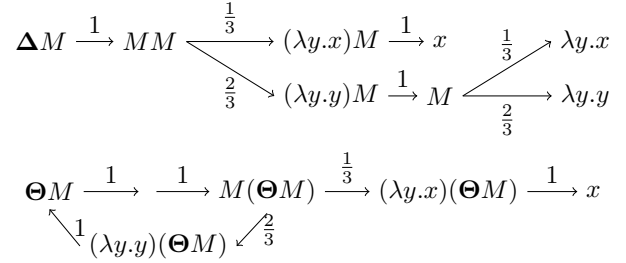 1/3 1/3
𝚫M →¹ MM → (λy.x)M →¹ x λy.x
2/3 (λy.y)M →¹ M 2/3 λy.y
𝚯M →¹ →¹ M(𝚯M) →^{1/3} (λy.x)(𝚯M) →¹ x
1 (λy.y)(𝚯M) 2/3